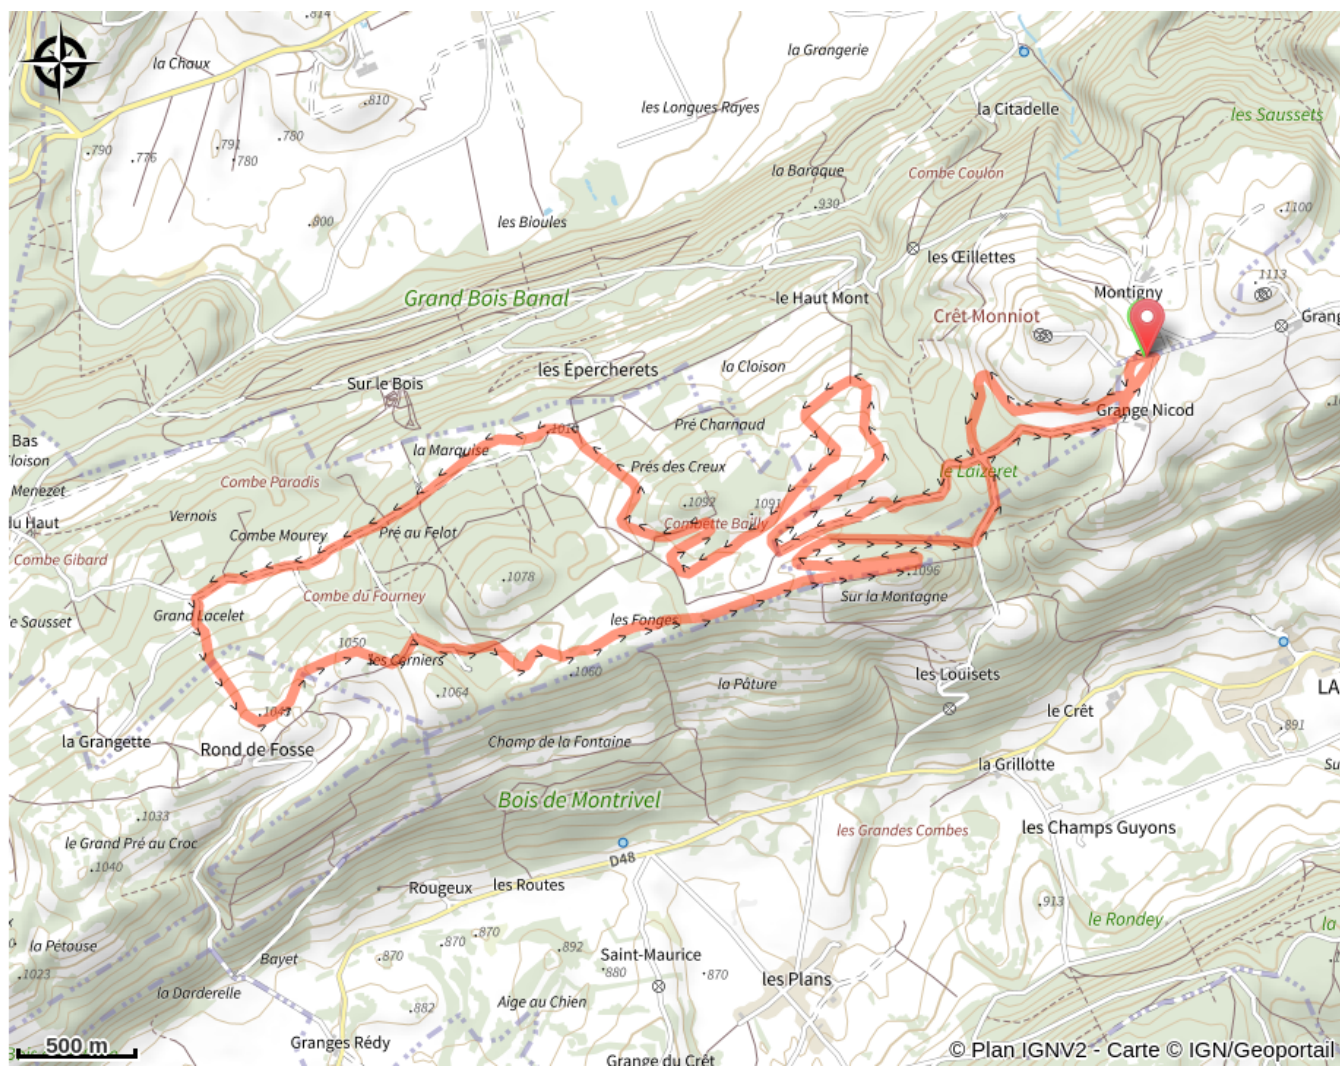 .814
la Chaux
la Grangerie
.810
les Longues Rayes
la Citadelle
les Saussets
.790
.776
.791
.780
.780
la Baraque
Combe Coulon
.930
.800
les Bioules
.1100
les Œillettes
.1113
Grand Bois Banal
le Haut Mont
Montigny
Crêt Monniot
Grang
les Épercherets
la Cloison
Sur le Bois
Grange Nicod
Pré Charnaud
Bas
la Marquise
Prés des Creux
le Laizeret
Combe Paradis
Menezet
.1092
.1091
Vernois
du Haut
Combe Mourey
Pré au Felot
Combette Bailly
Combe Gibard
.1078
.1096
Combe du Fourney
Sur la Montagne
Grand Lacelet
les Fonges
le Sausset
1050
les Cerniers
.1060
.1064
la Pâture
les Louisets
LA
le Crêt
.891
la Grangette
Rond de Fosse
Champ de la Fontaine
la Grillotte
Bois de Montrivel
.1033
le Grand Pré au Croc
les Grandes Combes
les Champs Guyons
.1040
D48
Rougeux
les Routes
.913
le Rondey
la Pétouse
.870
.870
.870
.892
Saint-Maurice
Bayet
.880
.870
les Plans
.1023
la Darderelle
Aige au Chien
.882
Granges Rédy
Grange du Crêt
500 m
© Plan IGNV2 - Carte © IGN/Geoportail